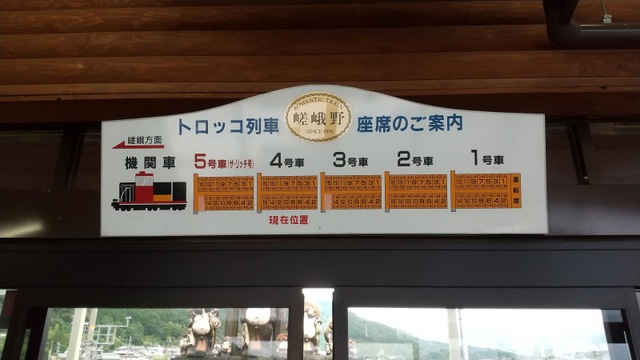 ROMANTIC TRAIN
嵯峨野
SINCE 1991
トロッコ列車
座席のご案内
嵯峨方面
機関車
5号車(ザ・リッチ号)
4号車
3号車
2号車
1号車
運転席
現在位置